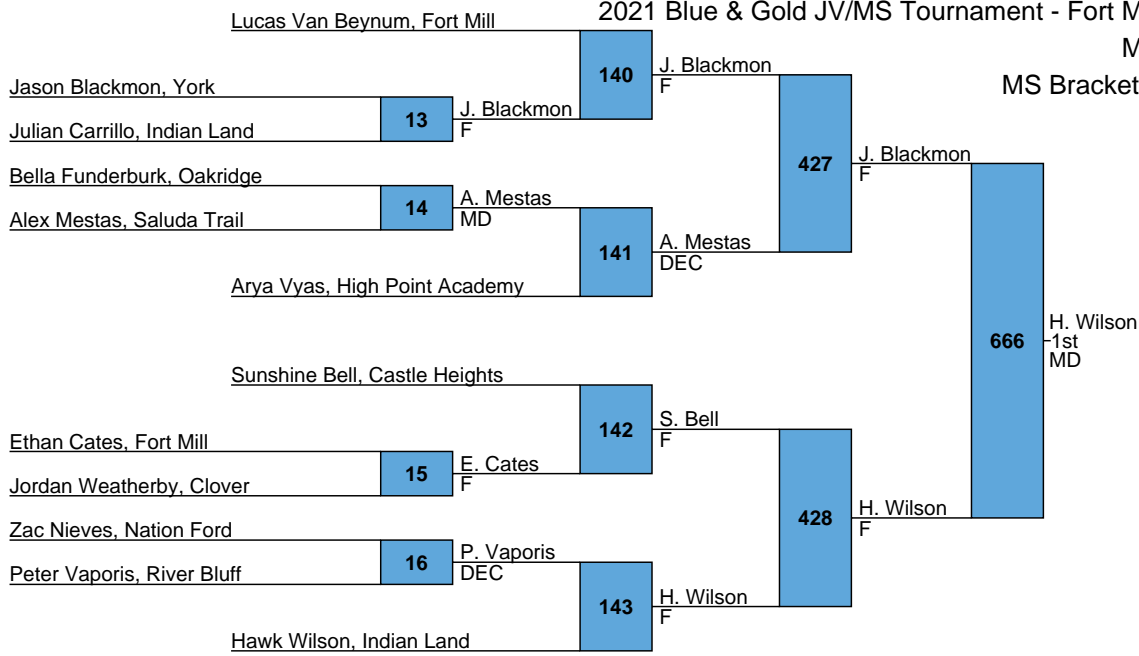 2021 Blue & Gold JV/MS Tournament - Fort M
M
MS Bracket
Lucas Van Beynum, Fort Mill
140
J. Blackmon
F
Jason Blackmon, York
13
J. Blackmon
F
Julian Carrillo, Indian Land
427
J. Blackmon
F
Bella Funderburk, Oakridge
14
A. Mestas
MD
Alex Mestas, Saluda Trail
141
A. Mestas
DEC
Arya Vyas, High Point Academy
666
H. Wilson
1st
MD
Sunshine Bell, Castle Heights
142
S. Bell
F
Ethan Cates, Fort Mill
15
E. Cates
F
Jordan Weatherby, Clover
428
H. Wilson
F
Zac Nieves, Nation Ford
16
P. Vaporis
DEC
Peter Vaporis, River Bluff
143
H. Wilson
F
Hawk Wilson, Indian Land